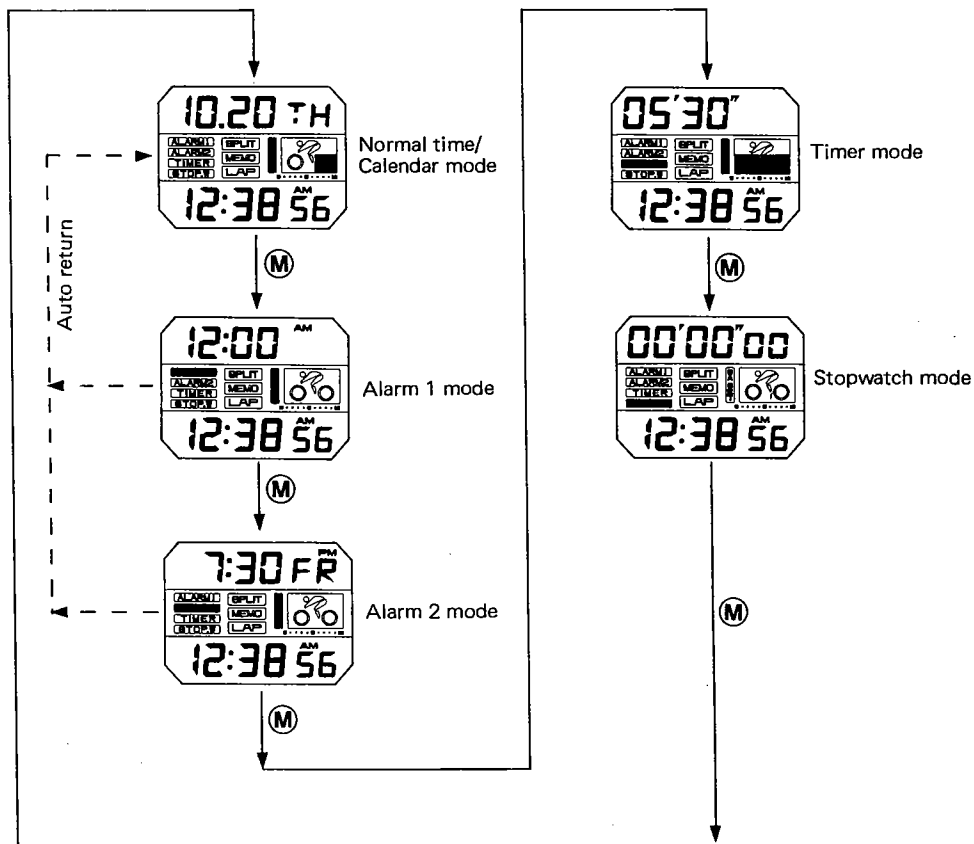 10.20 TH
ALARM1 SPLIT
ALARM2 MEMO
TIMER LAP
STOP.W
12:38 AM 56
Normal time/
Calendar mode
M
Auto return
12:00 AM
SPLIT
ALARM2 MEMO
TIMER LAP
STOP.W
12:38 AM 56
Alarm 1 mode
M
7:30 PM FR
ALARM1 SPLIT
MEMO
TIMER LAP
STOP.W
12:38 AM 56
Alarm 2 mode
M
05'30"
ALARM1 SPLIT
ALARM2 MEMO
LAP
STOP.W
12:38 AM 56
Timer mode
M
00'00"00
ALARM1 SPLIT
ALARM2 MEMO
TIMER LAP
12:38 AM 56
Stopwatch mode
M